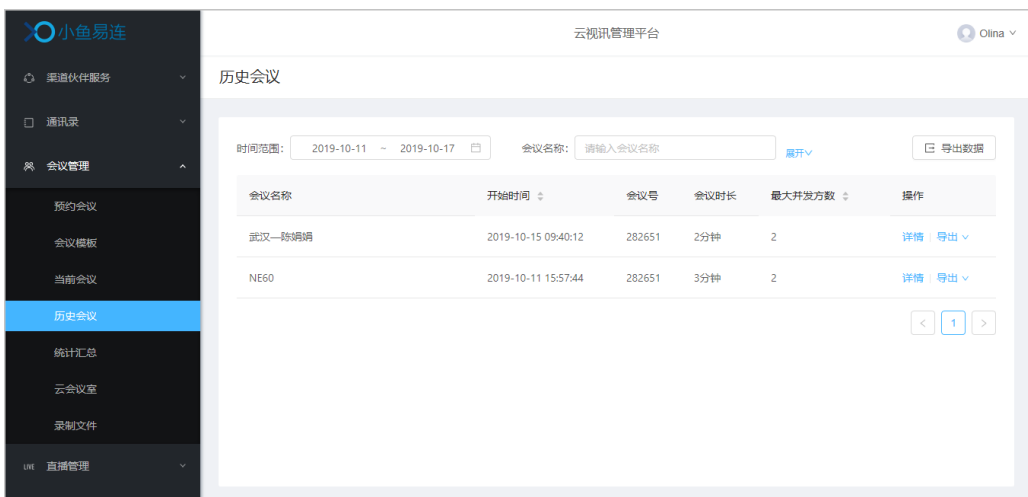 小鱼易连
云视讯管理平台
Olina
渠道伙伴服务
历史会议
通讯录
时间范围: 2019-10-11 ~ 2019-10-17 会议名称: 请输入会议名称 展开 导出数据
会议管理
会议名称 开始时间 会议号 会议时长 最大并发方数 操作
预约会议
武汉—陈娟娟 2019-10-15 09:40:12 282651 2分钟 2 详情 导出
会议模板
NE60 2019-10-11 15:57:44 282651 3分钟 2 详情 导出
当前会议
历史会议
< 1 >
统计汇总
云会议室
录制文件
LIVE 直播管理